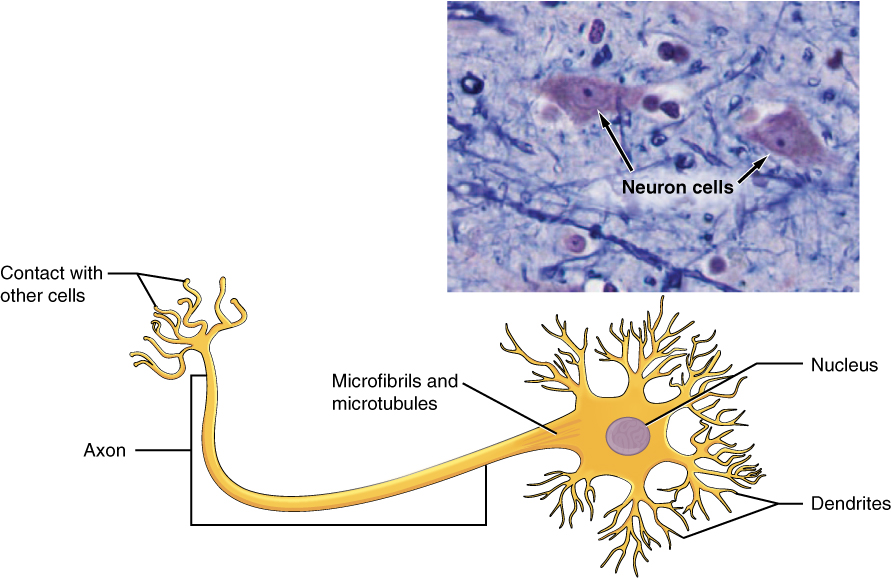 Neuron cells
Contact with
other cells
Microfibrils and
microtubules
Nucleus
Axon
Dendrites